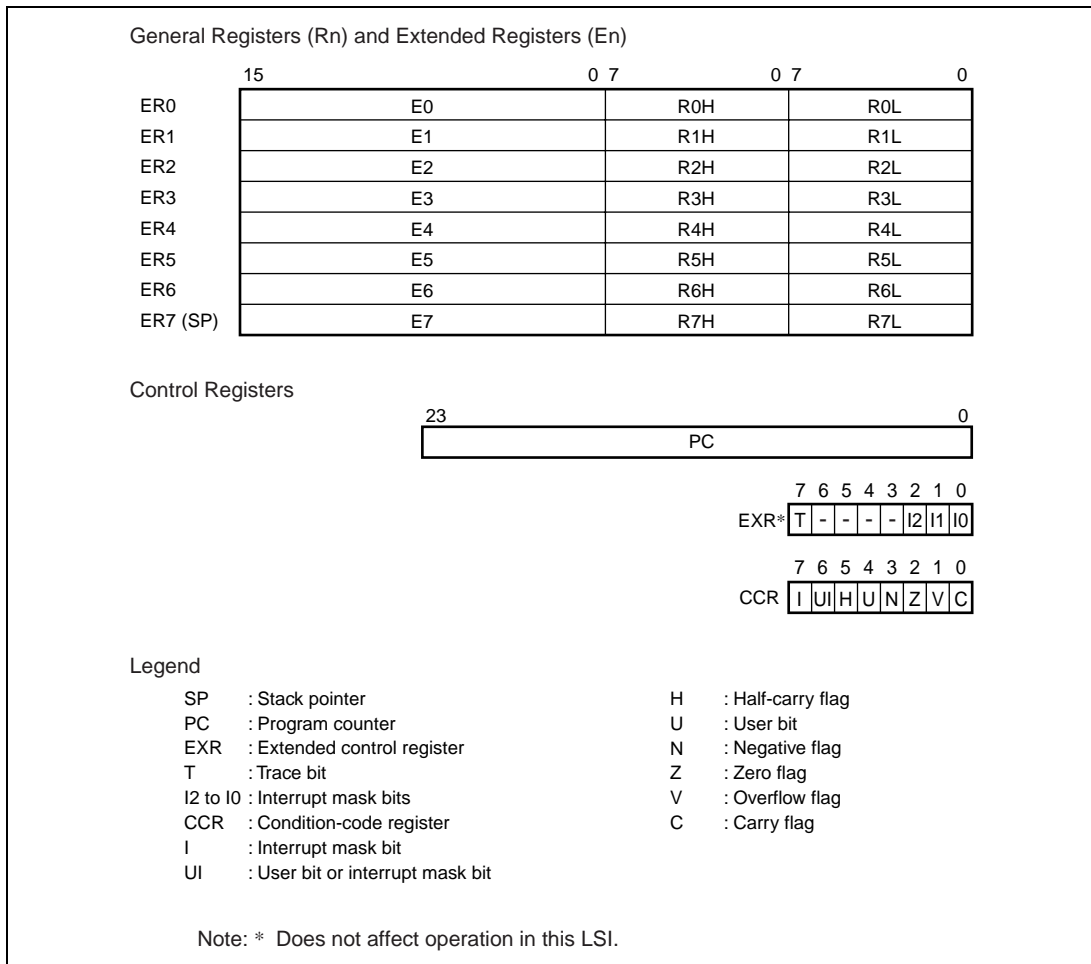 General Registers (Rn) and Extended Registers (En)
15 0 7 0 7 0
ER0 E0 R0H R0L
ER1 E1 R1H R1L
ER2 E2 R2H R2L
ER3 E3 R3H R3L
ER4 E4 R4H R4L
ER5 E5 R5H R5L
ER6 E6 R6H R6L
ER7 (SP) E7 R7H R7L
Control Registers
23 0
PC
7 6 5 4 3 2 1 0
EXR* T - - - - I2 I1 I0
7 6 5 4 3 2 1 0
CCR I UI H U N Z V C
Legend
SP : Stack pointer
PC : Program counter
EXR : Extended control register
T : Trace bit
I2 to I0 : Interrupt mask bits
CCR : Condition-code register
I : Interrupt mask bit
UI : User bit or interrupt mask bit
H : Half-carry flag
U : User bit
N : Negative flag
Z : Zero flag
V : Overflow flag
C : Carry flag
Note: * Does not affect operation in this LSI.